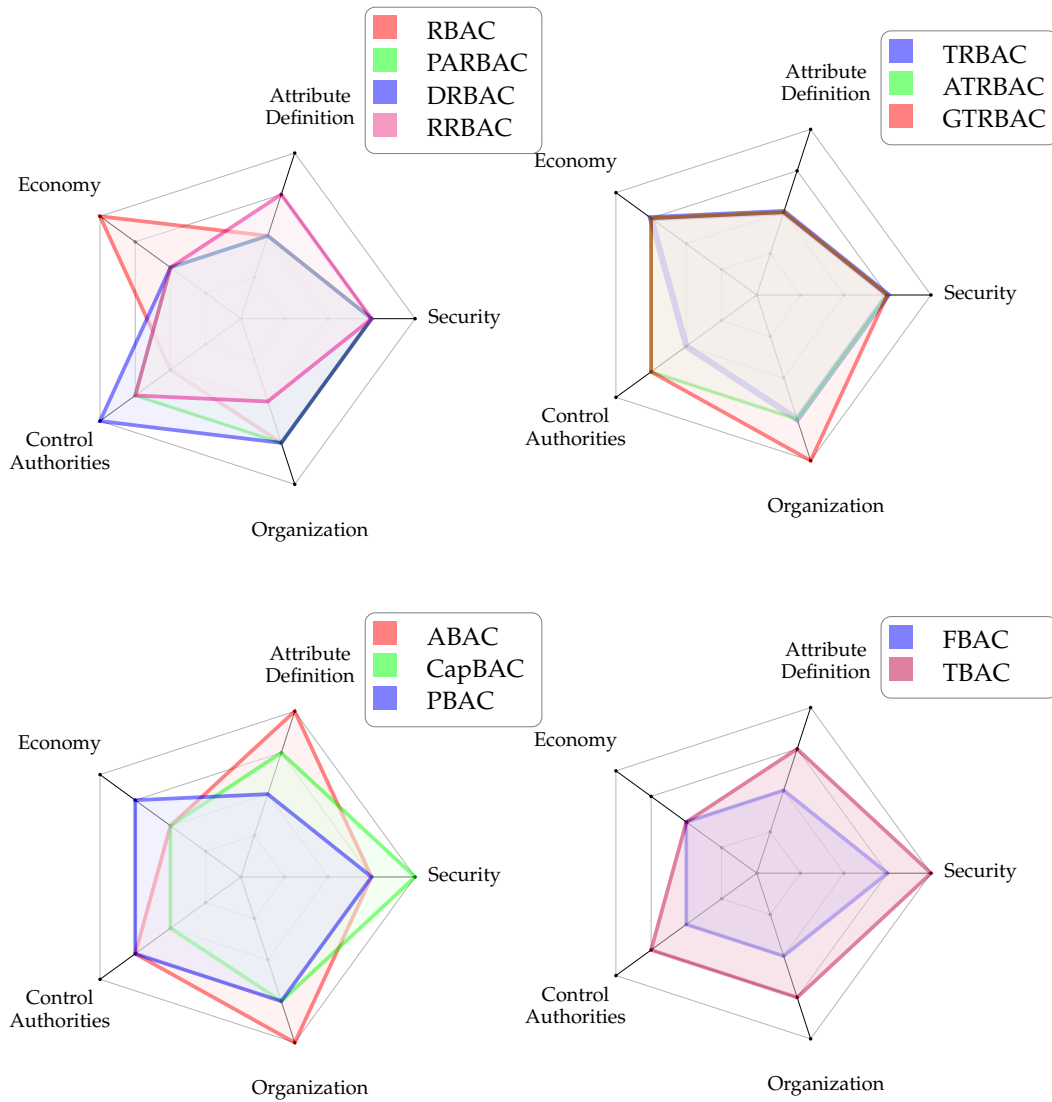 RBAC
PARBAC
DRBAC
RRBAC
Attribute
Definition
Economy
Security
Control
Authorities
Organization
TRBAC
ATRBAC
GTRBAC
Attribute
Definition
Economy
Security
Control
Authorities
Organization
ABAC
CapBAC
PBAC
Attribute
Definition
Economy
Security
Control
Authorities
Organization
FBAC
TBAC
Attribute
Definition
Economy
Security
Control
Authorities
Organization